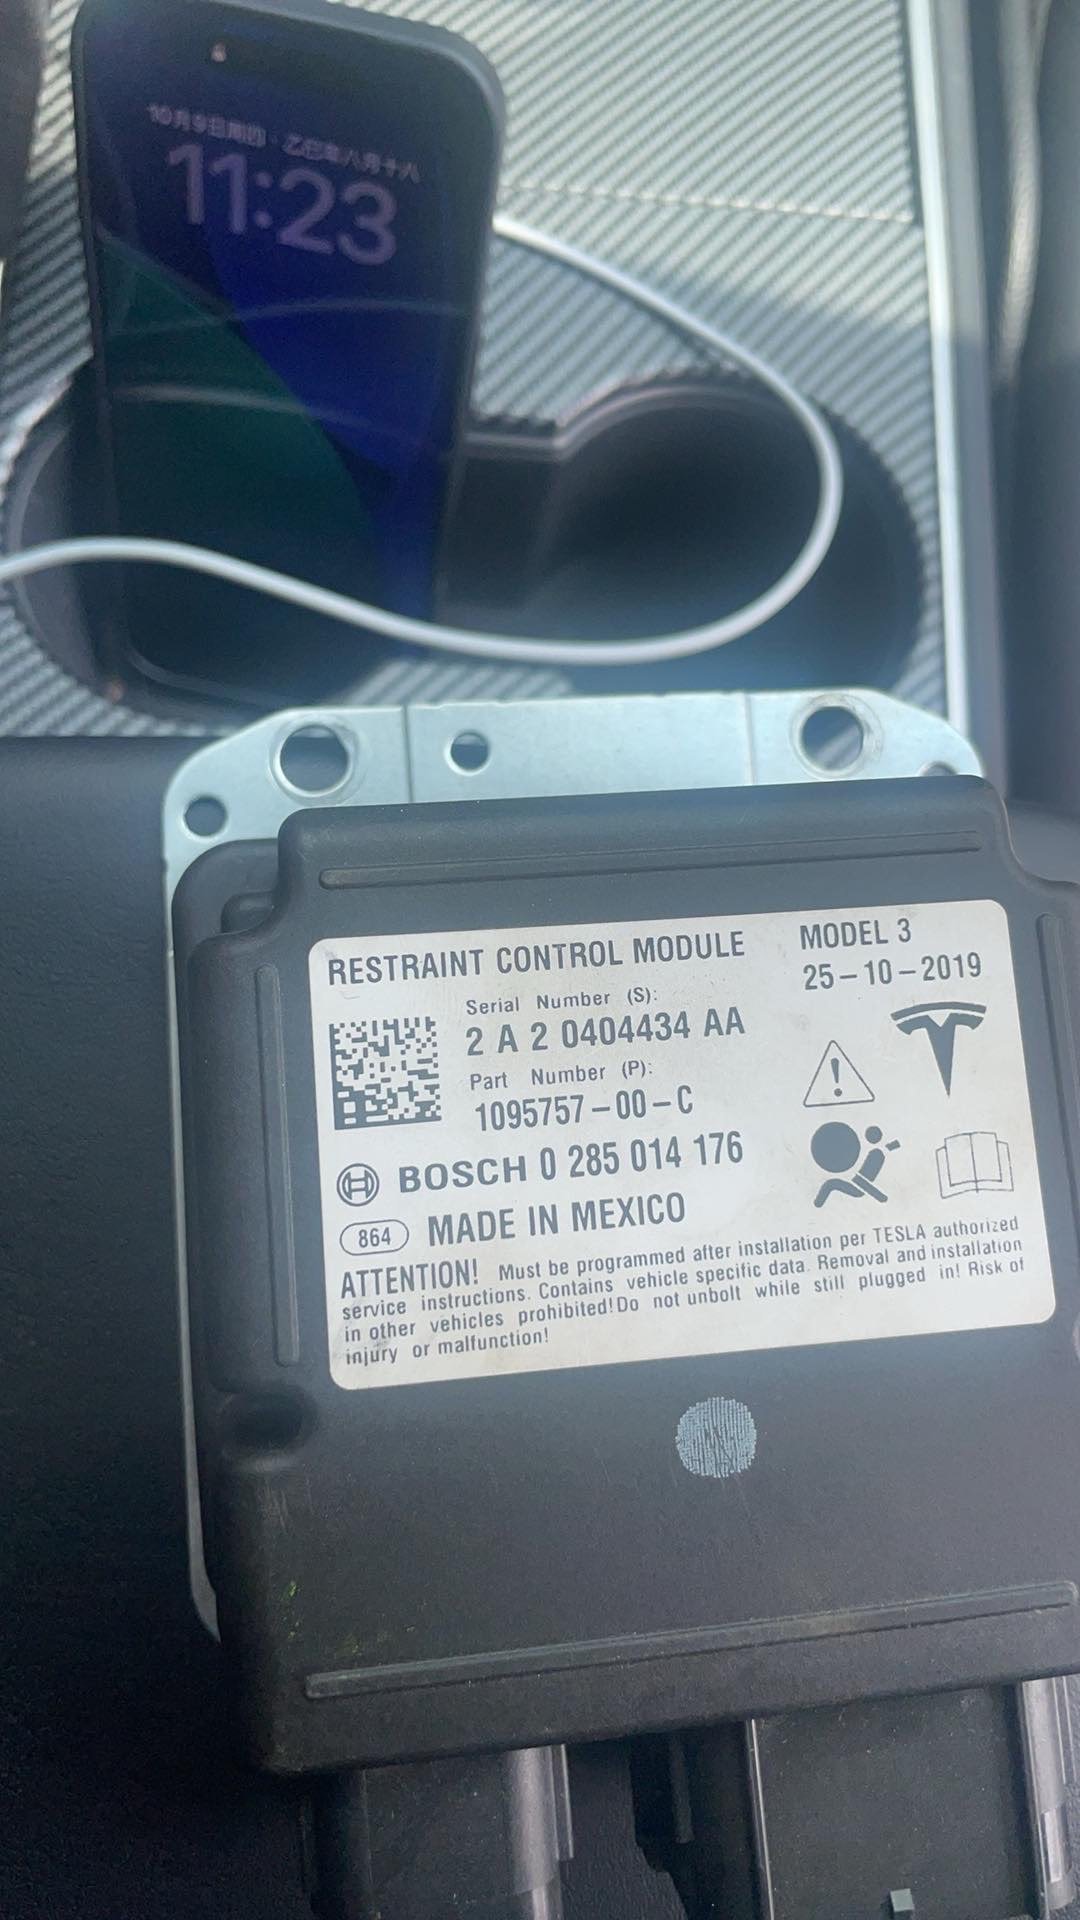 10月9日周四 · 乙巳年八月十八
11:23
RESTRAINT CONTROL MODULE
MODEL 3
25-10-2019
Serial Number (S):
2 A 2 0404434 AA
Part Number (P):
1095757-00-C
BOSCH 0 285 014 176
864 MADE IN MEXICO
ATTENTION! Must be programmed after installation per TESLA authorized
service instructions. Contains vehicle specific data. Removal and installation
in other vehicles prohibited! Do not unbolt while still plugged in! Risk of
injury or malfunction!